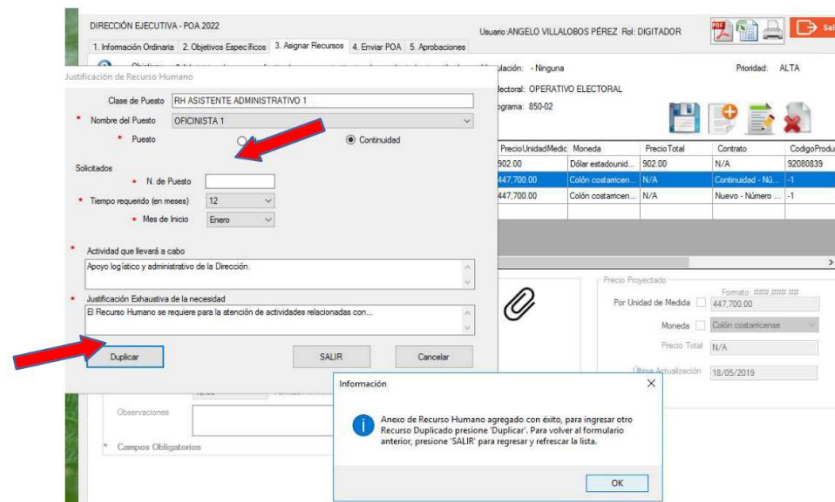 DIRECCIÓN EJECUTIVA - POA 2022
Usuario: ANGELO VILLALOBOS PÉREZ Rol: DIGITADOR
1. Información Ordinaria 2. Objetivos Específicos 3. Asignar Recursos 4. Enviar POA 5. Aprobaciones
Justificación de Recurso Humano
Ninguna
Prioridad: ALTA
OPERATIVO ELECTORAL
850-02
Clase de Puesto RH ASISTENTE ADMINISTRATIVO 1
* Nombre del Puesto OFICINISTA 1
* Puesto Continuidad
Solicitados
* N. de Puesto
* Tiempo requerido (en meses) 12
* Mes de Inicio Enero
* Actividad que llevará a cabo
Apoyo logístico y administrativo de la Dirección.
* Justificación Exhaustiva de la necesidad
El Recurso Humano se requiere para la atención de actividades relacionadas con...
Duplicar SALIR Cancelar
PrecioUnidadMedic Moneda PrecioTotal Contrato CodigoProdu
902.00 Dólar estadounid... 902.00 N/A 92080839
447,700.00 Colón costarricen... N/A Continuidad - Nú... -1
447,700.00 Colón costarricen... N/A Nuevo - Número ... -1
Precio Proyectado
Formato: ###,###.##
Por Unidad de Medida 447,700.00
Moneda Colón costarricense
Precio Total N/A
Última Actualización 18/05/2019
Observaciones
* Campos Obligatorios
Información
Anexo de Recurso Humano agregado con éxito, para ingresar otro
Recurso Duplicado presione 'Duplicar'. Para volver al formulario
anterior, presione 'SALIR' para regresar y refrescar la lista.
OK